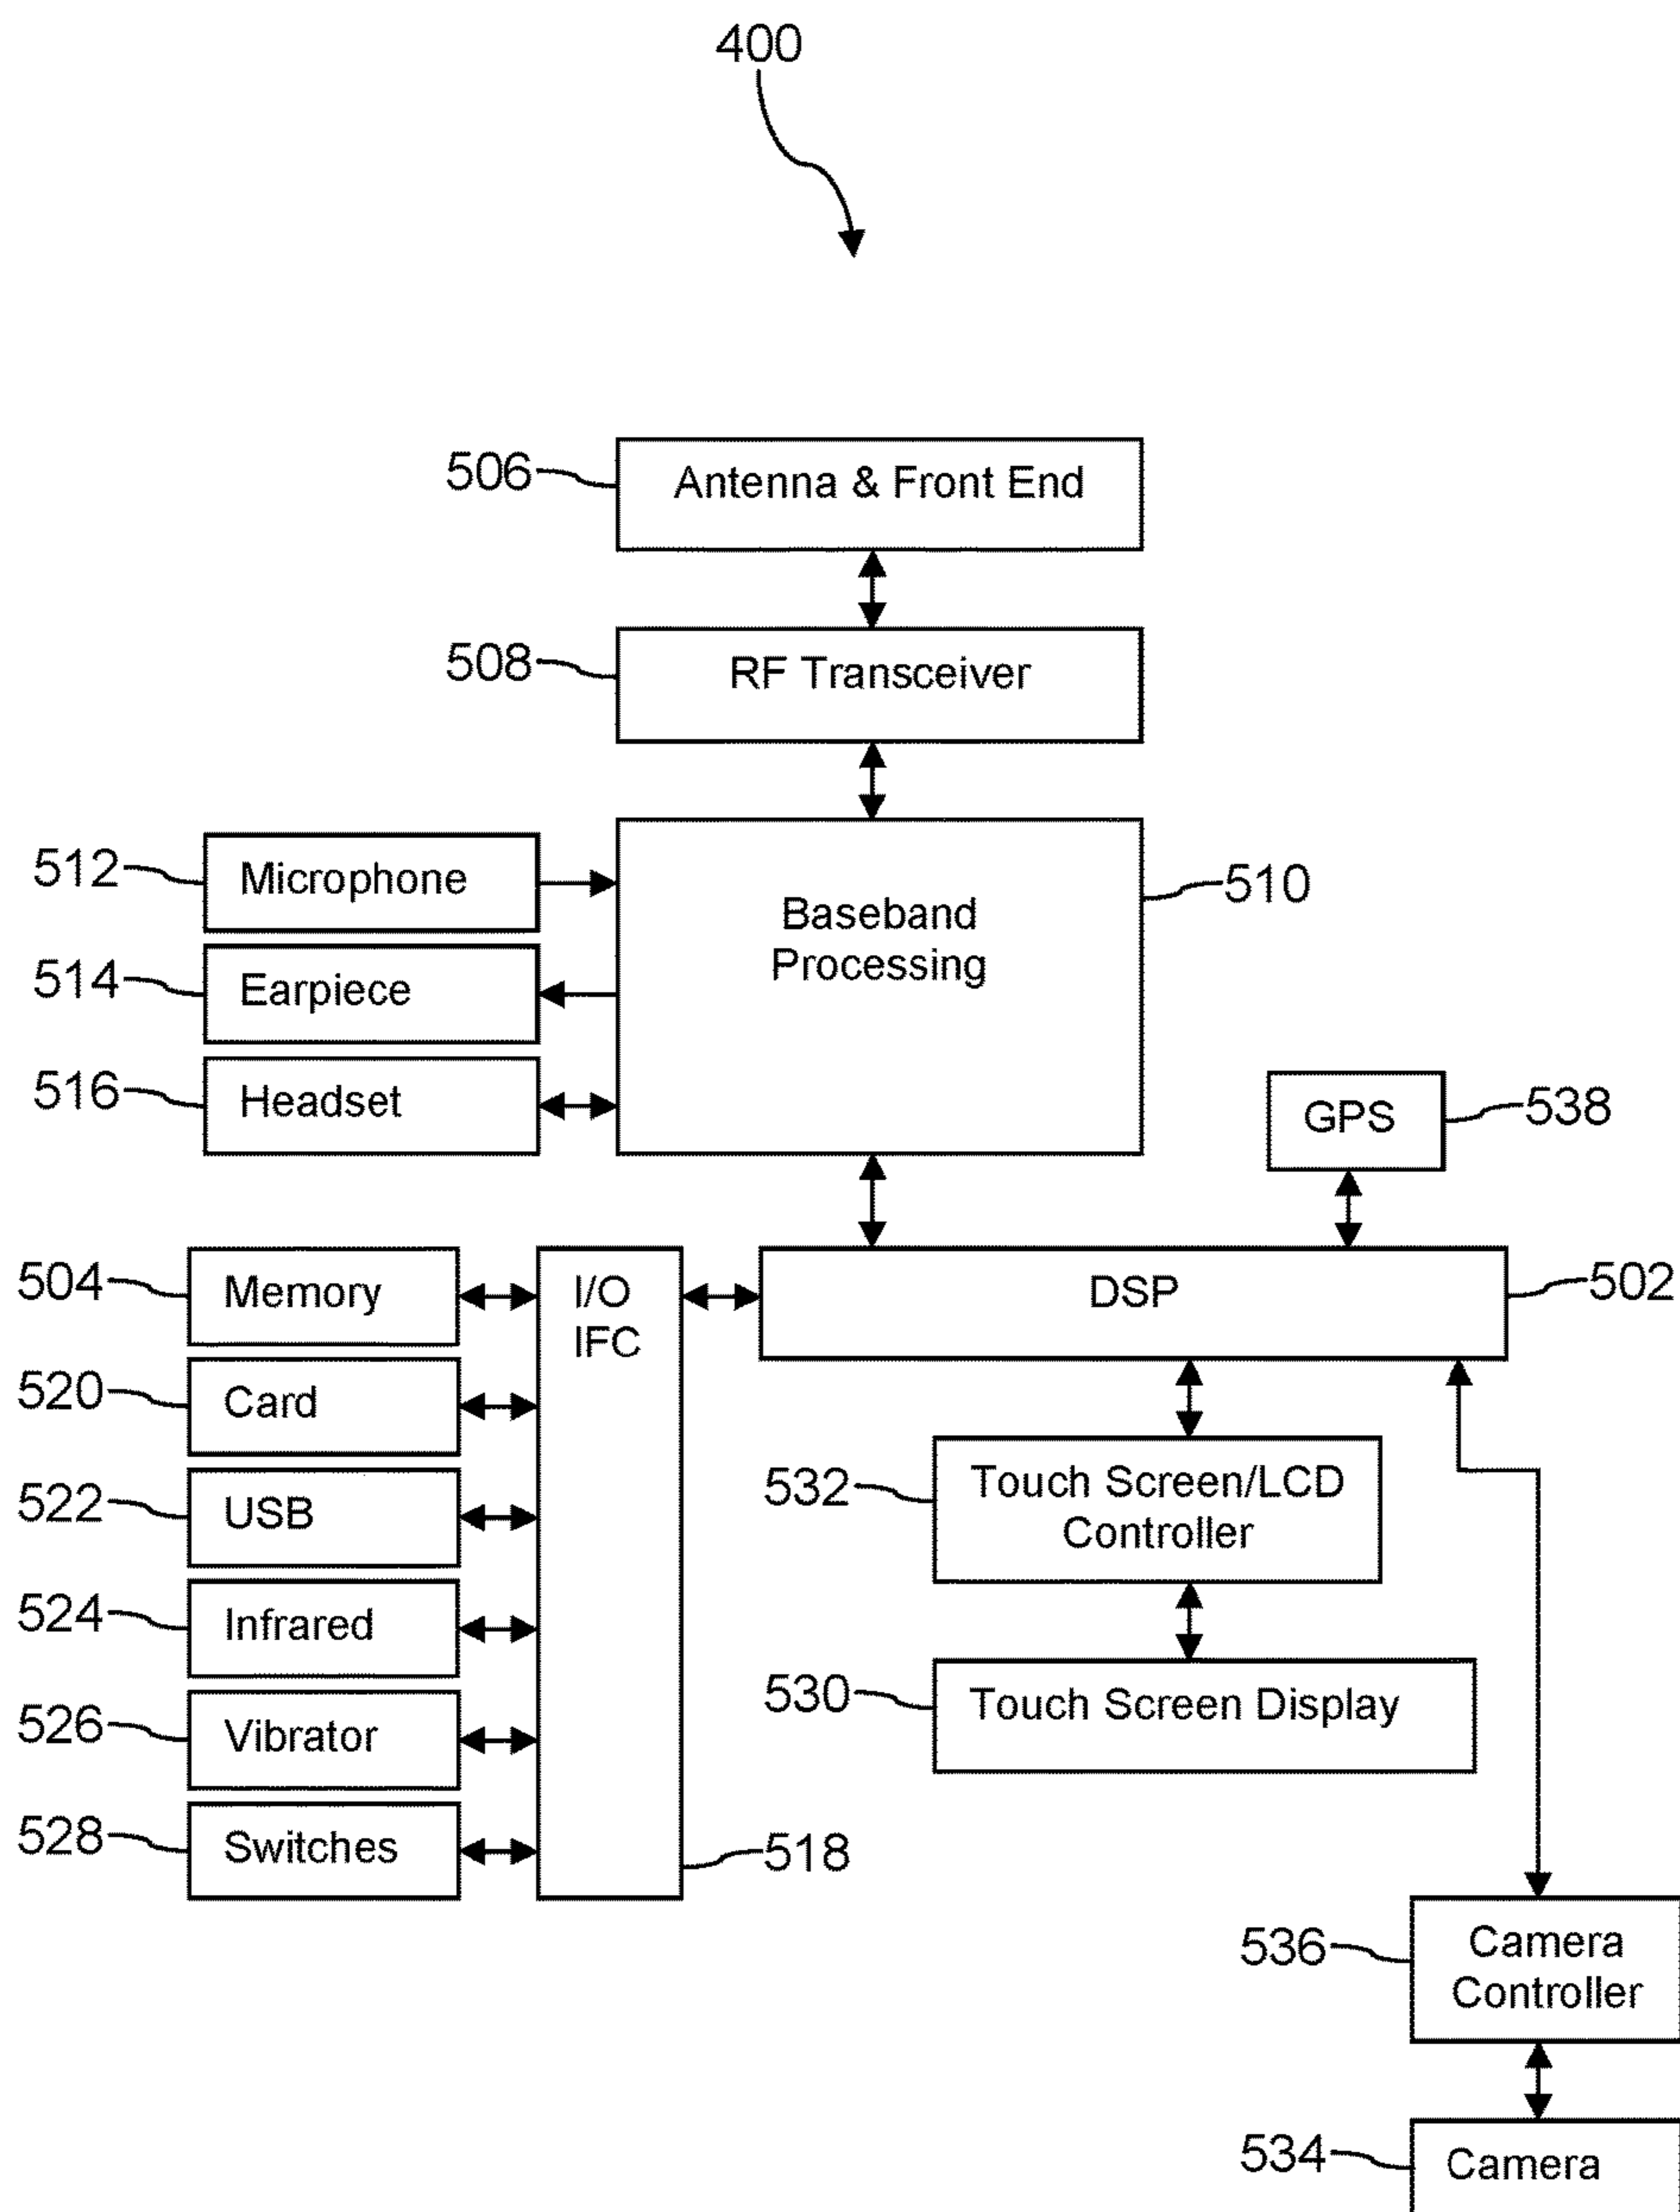 400
506
Antenna & Front End
508
RF Transceiver
512
Microphone
Baseband
Processing
510
514
Earpiece
516
Headset
GPS
538
504
Memory
I/O
IFC
DSP
502
520
Card
522
USB
532
Touch Screen/LCD
Controller
524
Infrared
526
Vibrator
530
Touch Screen Display
528
Switches
518
536
Camera
Controller
534
Camera